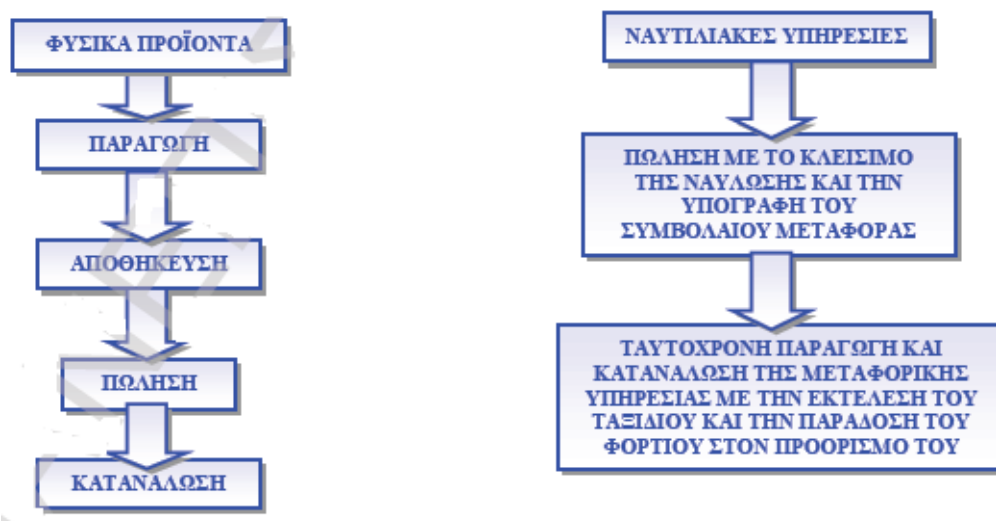 ΦΥΣΙΚΑ ΠΡΟΪΟΝΤΑ
ΠΑΡΑΓΩΓΗ
ΑΠΟΘΗΚΕΥΣΗ
ΠΩΛΗΣΗ
ΚΑΤΑΝΑΛΩΣΗ
ΝΑΥΤΙΛΙΑΚΕΣ ΥΠΗΡΕΣΙΕΣ
ΠΩΛΗΣΗ ΜΕ ΤΟ ΚΛΕΙΣΙΜΟ
ΤΗΣ ΝΑΥΛΩΣΗΣ ΚΑΙ ΤΗΝ
ΥΠΟΓΡΑΦΗ ΤΟΥ
ΣΥΜΒΟΛΑΙΟΥ ΜΕΤΑΦΟΡΑΣ
ΤΑΥΤΟΧΡΟΝΗ ΠΑΡΑΓΩΓΗ ΚΑΙ
ΚΑΤΑΝΑΛΩΣΗ ΤΗΣ ΜΕΤΑΦΟΡΙΚΗΣ
ΥΠΗΡΕΣΙΑΣ ΜΕ ΤΗΝ ΕΚΤΕΛΕΣΗ ΤΟΥ
ΤΑΞΙΔΙΟΥ ΚΑΙ ΤΗΝ ΠΑΡΑΔΟΣΗ ΤΟΥ
ΦΟΡΤΙΟΥ ΣΤΟΝ ΠΡΟΟΡΙΣΜΟ ΤΟΥ